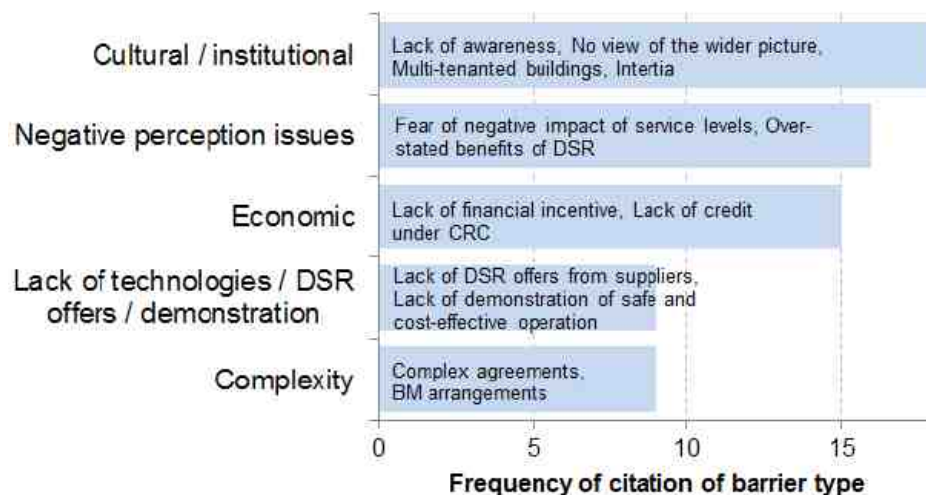 Cultural / institutional
Lack of awareness, No view of the wider picture,
Multi-tenanted buildings, Intertia
Negative perception issues
Fear of negative impact of service levels, Over-
stated benefits of DSR
Economic
Lack of financial incentive, Lack of credit
under CRC
Lack of technologies / DSR
offers / demonstration
Lack of DSR offers from suppliers,
Lack of demonstration of safe and
cost-effective operation
Complexity
Complex agreements,
BM arrangements
0 5 10 15
Frequency of citation of barrier type